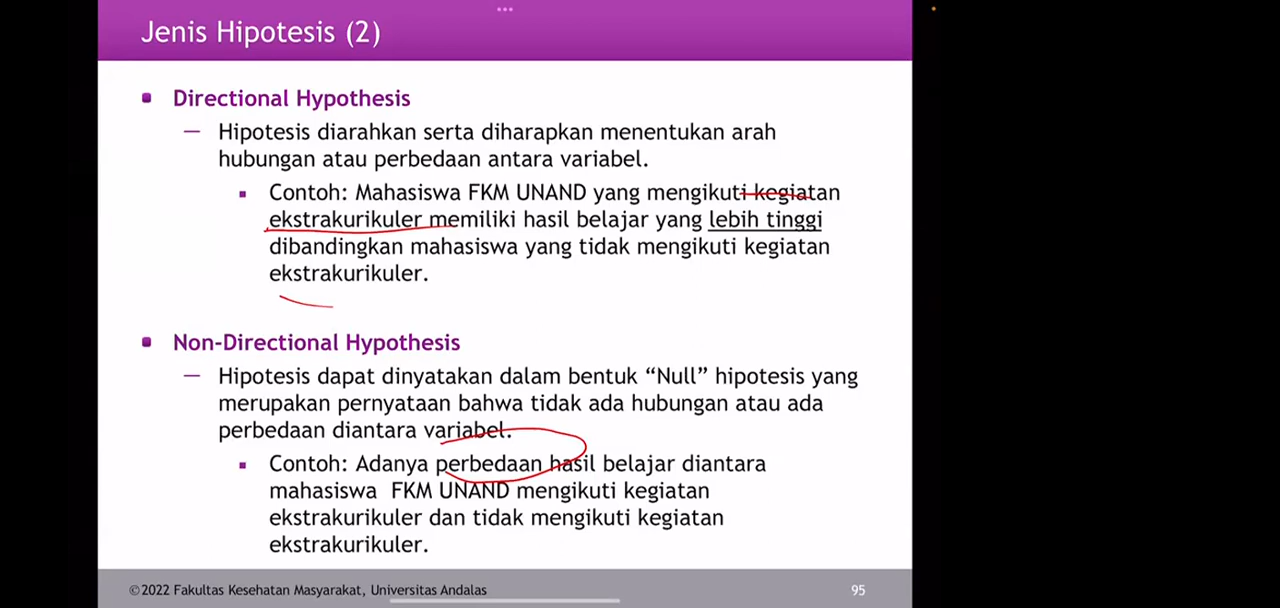 Jenis Hipotesis (2)
Directional Hypothesis
— Hipotesis diarahkan serta diharapkan menentukan arah
hubungan atau perbedaan antara variabel.
Contoh: Mahasiswa FKM UNAND yang mengikuti kegiatan
ekstrakurikuler memiliki hasil belajar yang lebih tinggi
dibandingkan mahasiswa yang tidak mengikuti kegiatan
ekstrakurikuler.
Non-Directional Hypothesis
— Hipotesis dapat dinyatakan dalam bentuk “Null” hipotesis yang
merupakan pernyataan bahwa tidak ada hubungan atau ada
perbedaan diantara variabel.
Contoh: Adanya perbedaan hasil belajar diantara
mahasiswa FKM UNAND mengikuti kegiatan
ekstrakurikuler dan tidak mengikuti kegiatan
ekstrakurikuler.
©2022 Fakultas Kesehatan Masyarakat, Universitas Andalas
95